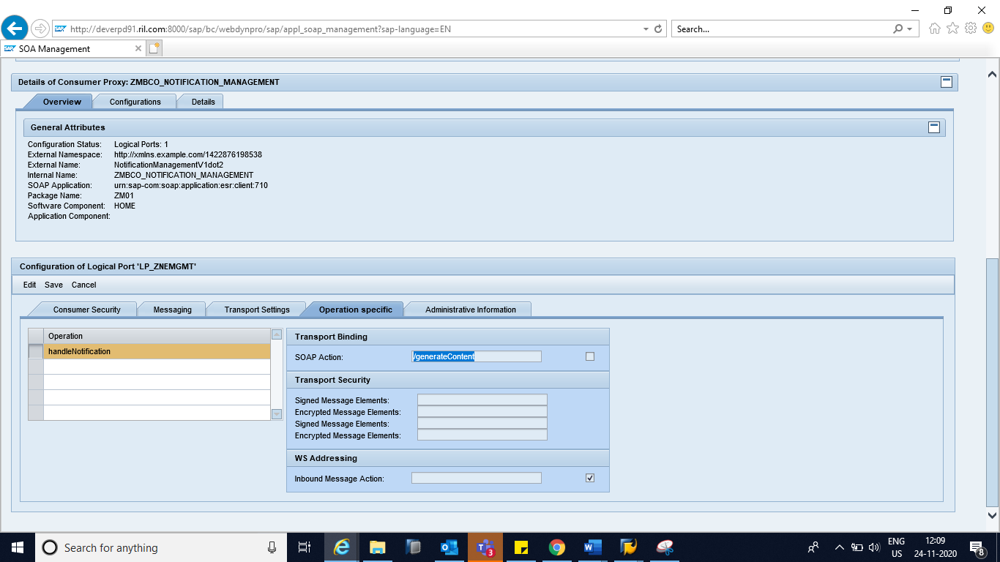 SAP http://deverpd91.ril.com:8000/sap/bc/webdynpro/sap/appl_soap_management?sap-language=EN
Search...
SAP SOA Management
Details of Consumer Proxy: ZMBCO_NOTIFICATION_MANAGEMENT
Overview Configurations Details
General Attributes
Configuration Status: Logical Ports: 1
External Namespace: http://xmlns.example.com/1422876198538
External Name: NotificationManagementV1dot2
Internal Name: ZMBCO_NOTIFICATION_MANAGEMENT
SOAP Application: urn:sap-com:soap:application:esr:client:710
Package Name: ZM01
Software Component: HOME
Application Component:
Configuration of Logical Port 'LP_ZNEMGMT'
Edit Save Cancel
Consumer Security Messaging Transport Settings Operation specific Administrative Information
Operation
handleNotification
Transport Binding
SOAP Action: /generateContent
Transport Security
Signed Message Elements:
Encrypted Message Elements:
Signed Message Elements:
Encrypted Message Elements:
WS Addressing
Inbound Message Action:
Search for anything
3
ENG
US
12:09
24-11-2020
8